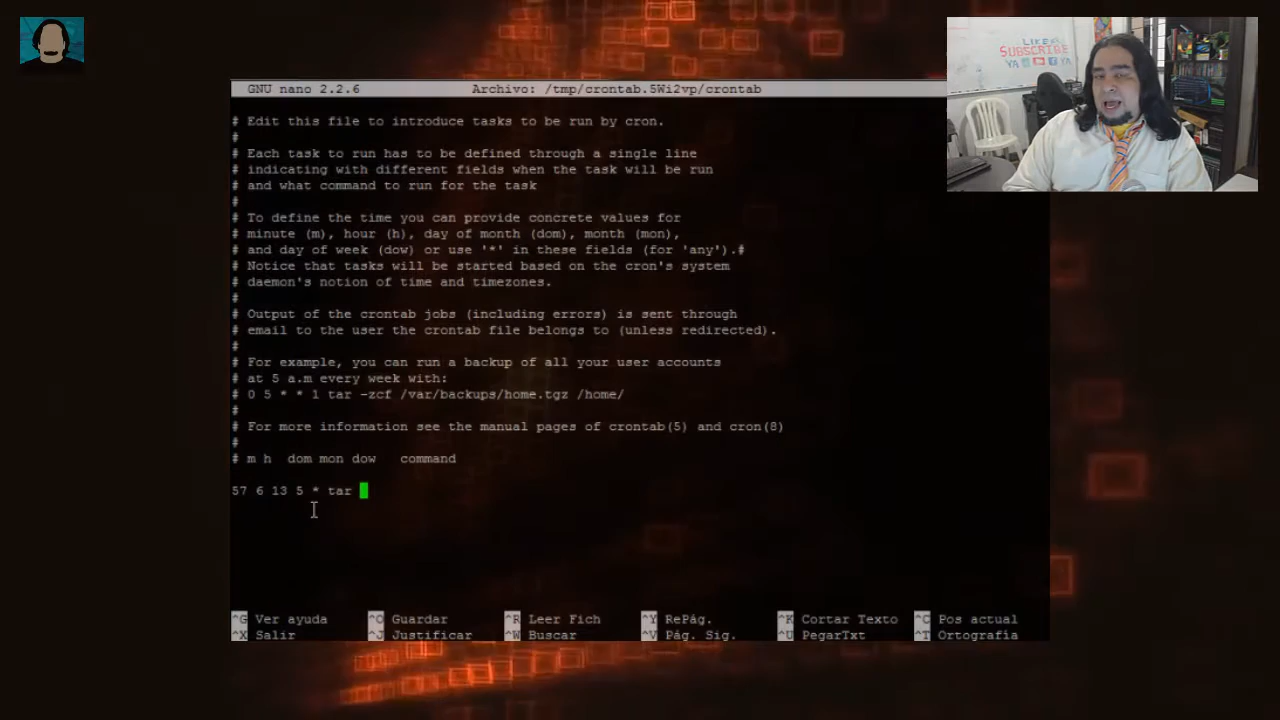 LIKE
SUBSCRIBE
YA YA
GNU nano 2.2.6 Archivo: /tmp/crontab.5Wi2vp/crontab
# Edit this file to introduce tasks to be run by cron.
#
# Each task to run has to be defined through a single line
# indicating with different fields when the task will be run
# and what command to run for the task
#
# To define the time you can provide concrete values for
# minute (m), hour (h), day of month (dom), month (mon),
# and day of week (dow) or use '*' in these fields (for 'any').#
# Notice that tasks will be started based on the cron's system
# daemon's notion of time and timezones.
#
# Output of the crontab jobs (including errors) is sent through
# email to the user the crontab file belongs to (unless redirected).
#
# For example, you can run a backup of all your user accounts
# at 5 a.m every week with:
# 0 5 * * 1 tar -zcf /var/backups/home.tgz /home/
#
# For more information see the manual pages of crontab(5) and cron(8)
#
# m h  dom mon dow   command
57 6 13 5 * tar
^G Ver ayuda ^O Guardar ^R Leer Fich ^Y RePág. ^K Cortar Texto ^C Pos actual
^X Salir ^J Justificar ^W Buscar ^V Pág. Sig. ^U PegarTxt ^T Ortografía